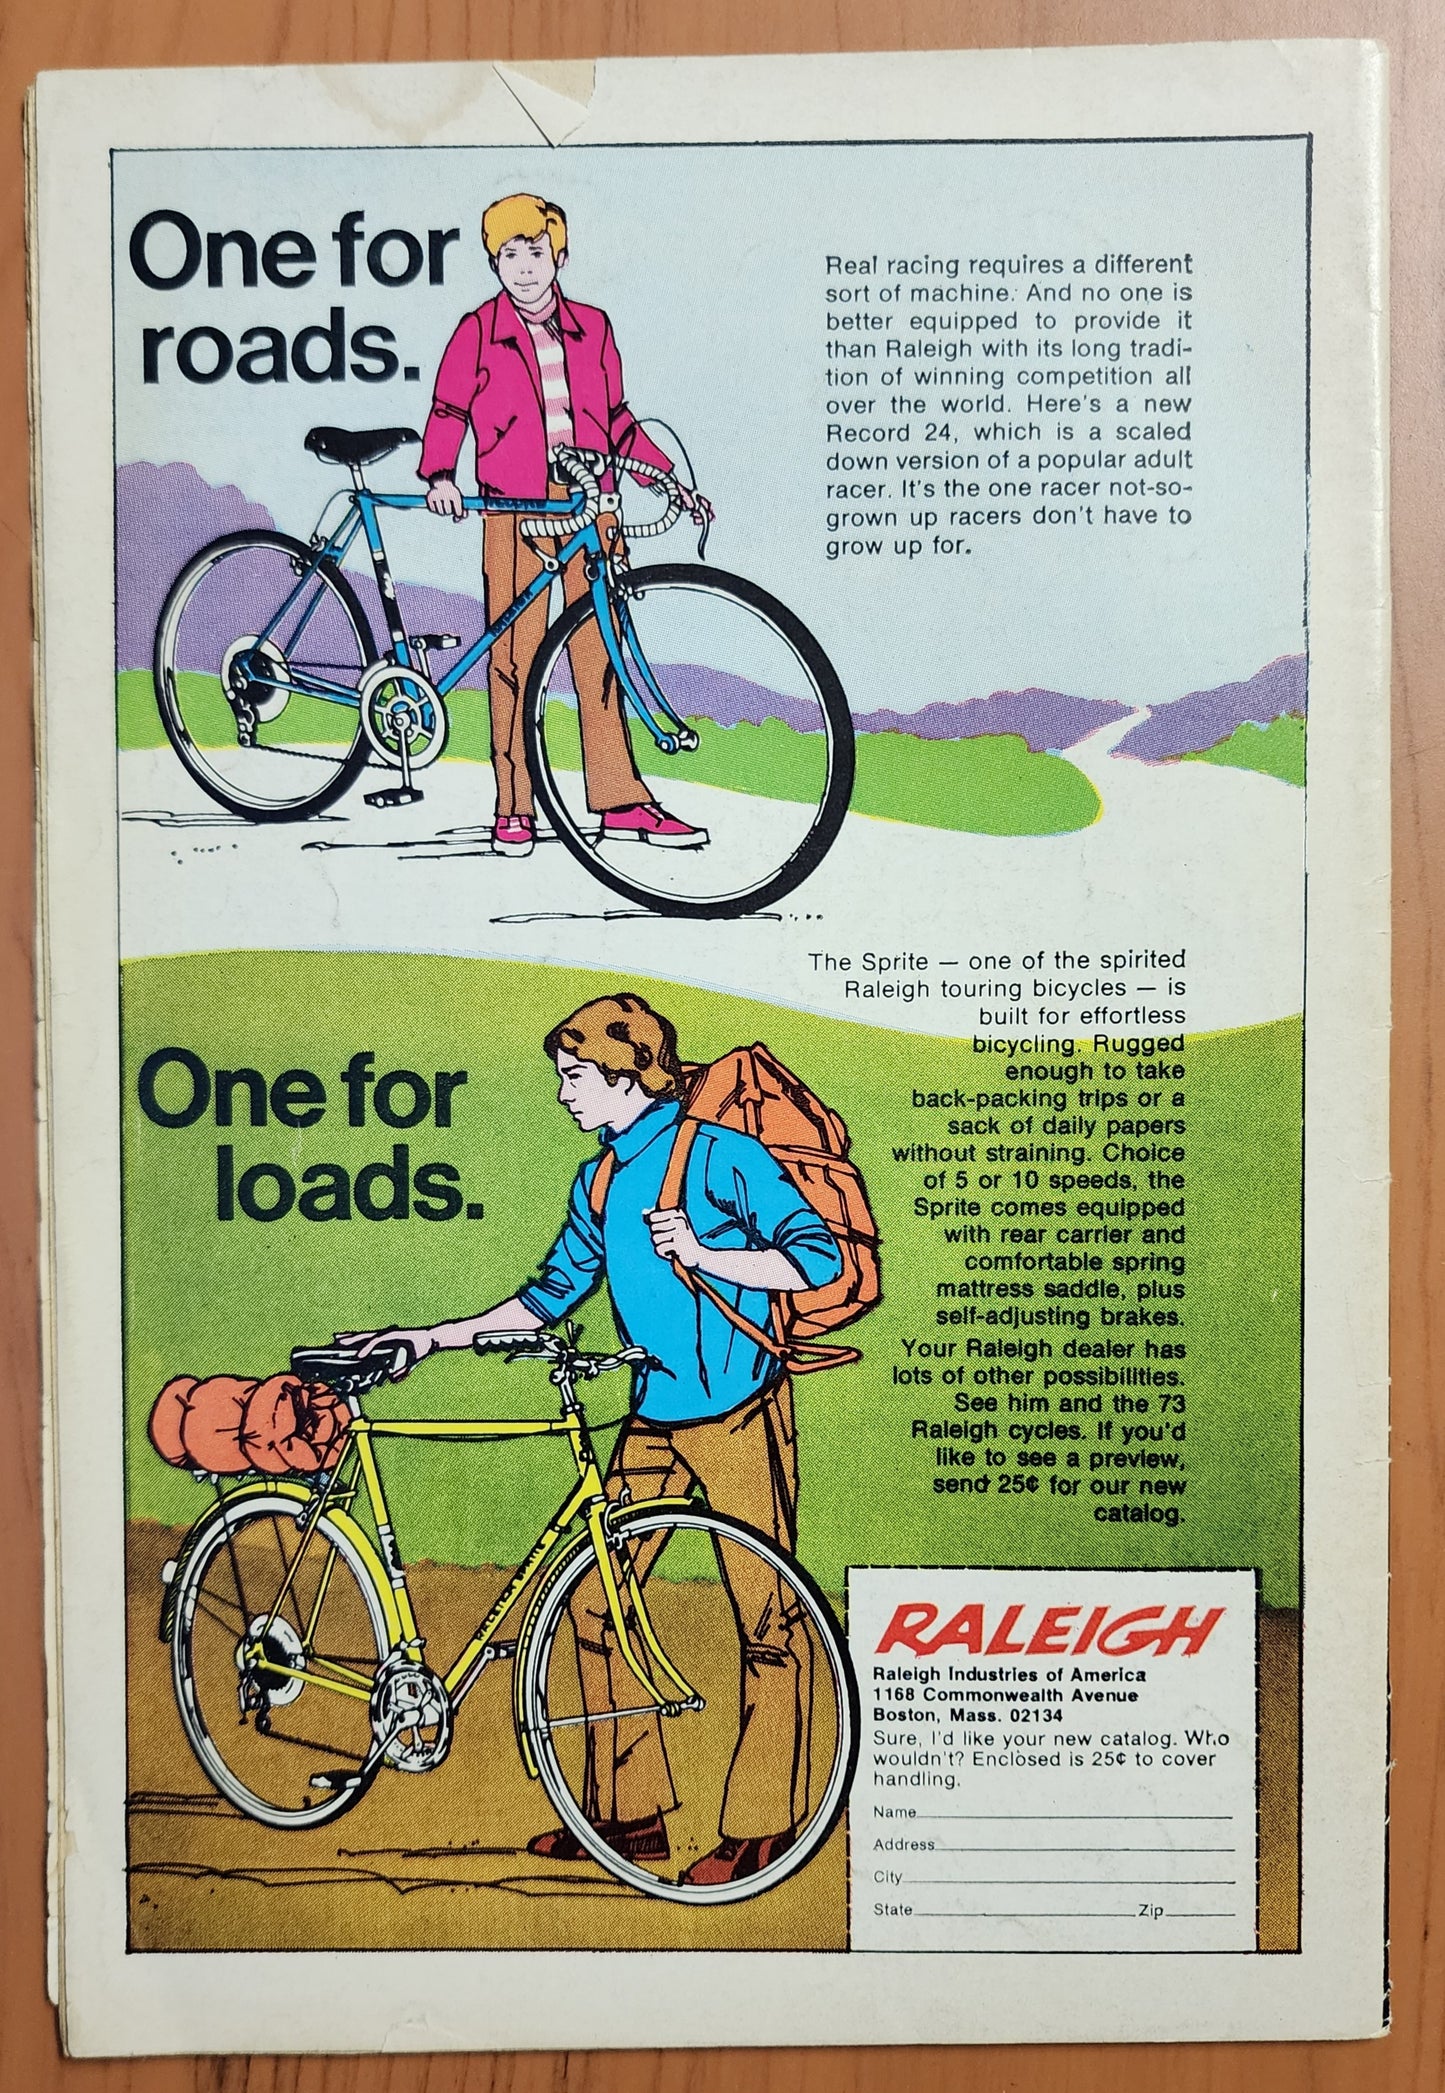 One for
roads.
Real racing requires a different
sort of machine. And no one is
better equipped to provide it
than Raleigh with its long tradi-
tion of winning competition all
over the world. Here's a new
Record 24, which is a scaled
down version of a popular adult
racer. It's the one racer not-so-
grown up racers don't have to
grow up for.
The Sprite — one of the spirited
Raleigh touring bicycles — is
built for effortless
bicycling. Rugged
enough to take
back-packing trips or a
sack of daily papers
without straining. Choice
of 5 or 10 speeds, the
Sprite comes equipped
with rear carrier and
comfortable spring
mattress saddle, plus
self-adjusting brakes.
One for
loads.
Your Raleigh dealer has
lots of other possibilities.
See him and the 73
Raleigh cycles. If you'd
like to see a preview,
send 25¢ for our new
catalog.
RALEIGH SPRITE
RALEIGH
Raleigh Industries of America
1168 Commonwealth Avenue
Boston, Mass. 02134
Sure, I'd like your new catalog. Who
wouldn't? Enclosed is 25¢ to cover
handling.
Name
Address
City
State Zip